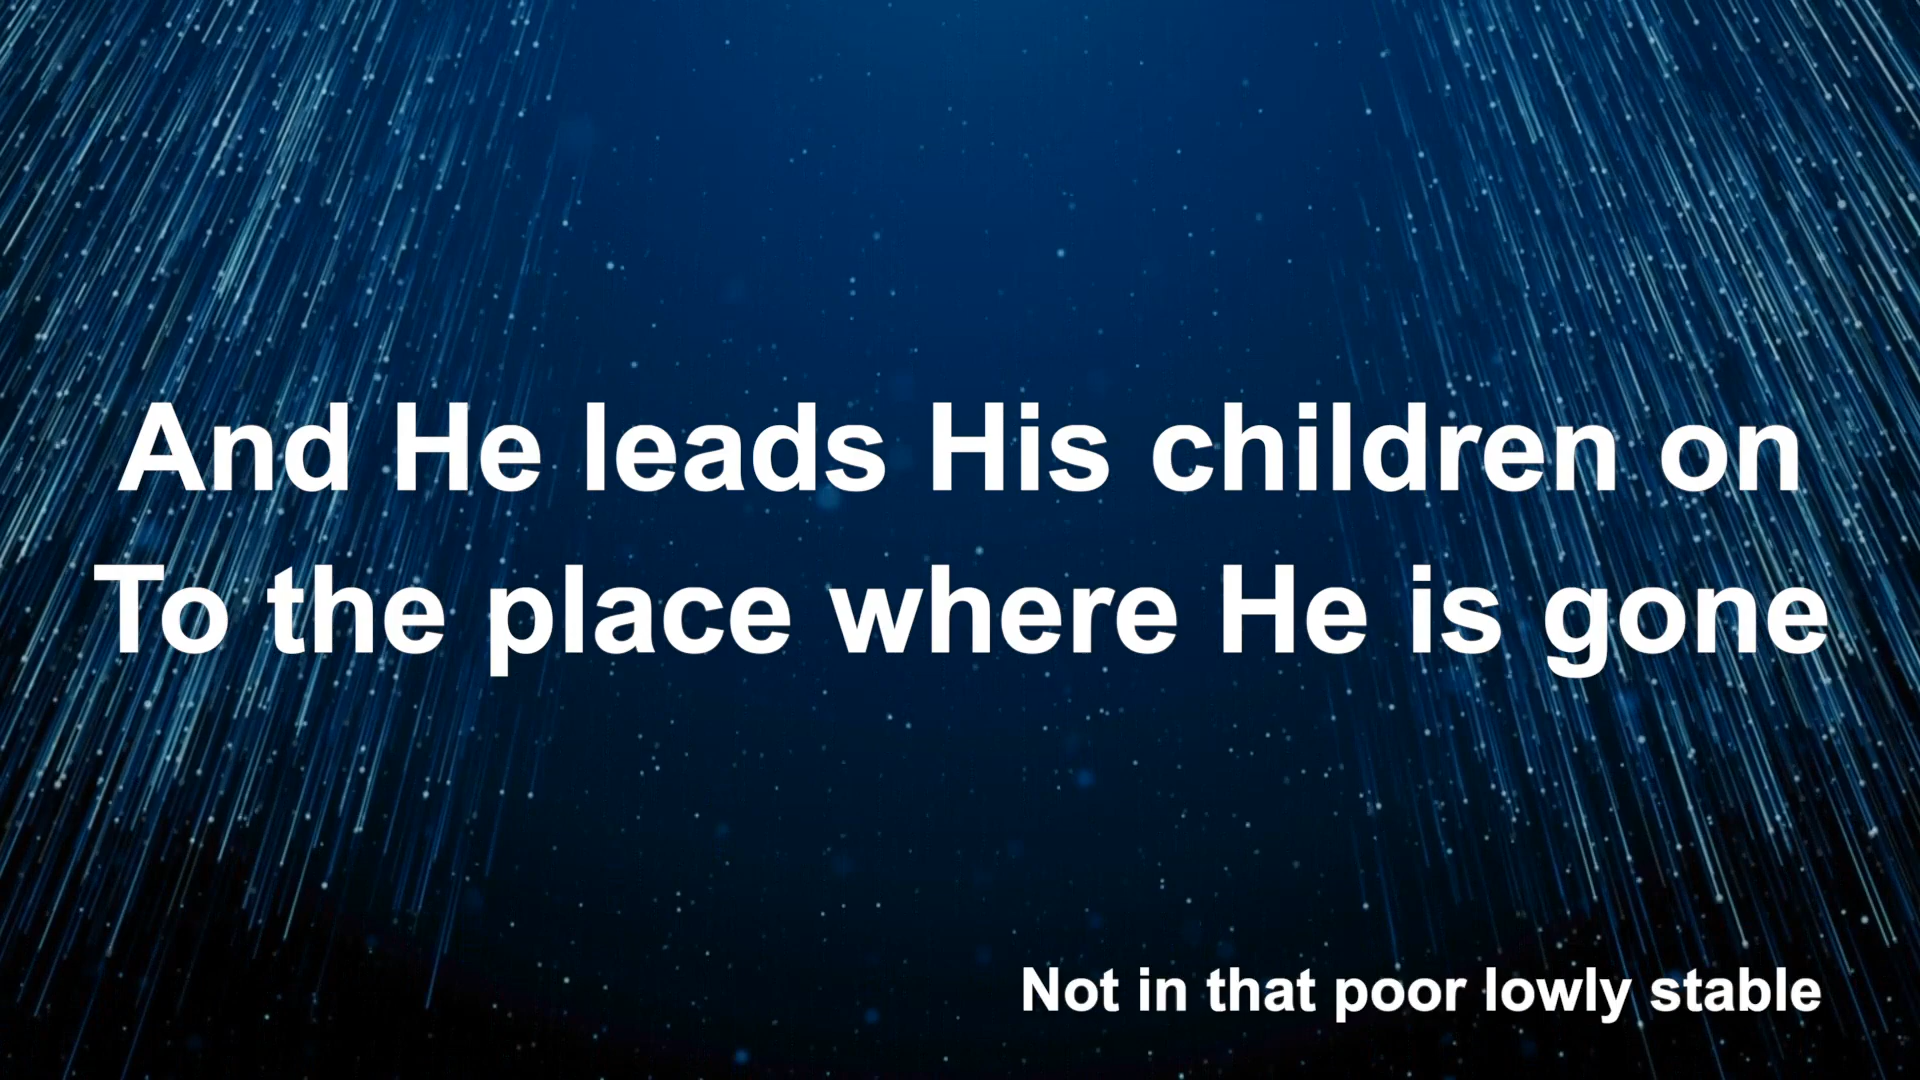 And He leads His children on
To the place where He is gone
Not in that poor lowly stable